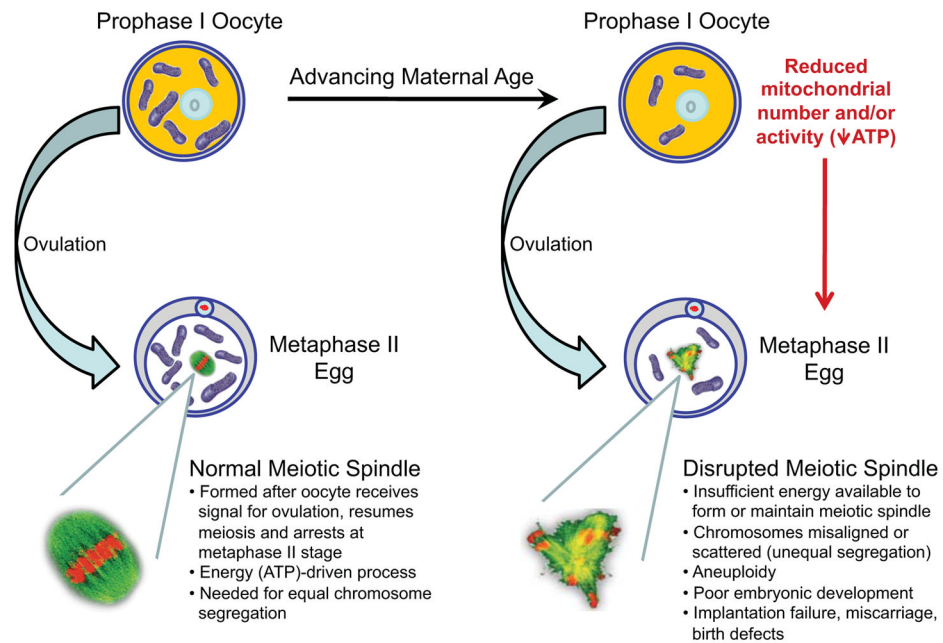 Prophase I Oocyte
Advancing Maternal Age
Prophase I Oocyte
Reduced
mitochondrial
number and/or
activity (↓ATP)
Ovulation
Ovulation
Metaphase II
Egg
Metaphase II
Egg
Normal Meiotic Spindle
• Formed after oocyte receives
signal for ovulation, resumes
meiosis and arrests at
metaphase II stage
• Energy (ATP)-driven process
• Needed for equal chromosome
segregation
Disrupted Meiotic Spindle
• Insufficient energy available to
form or maintain meiotic spindle
• Chromosomes misaligned or
scattered (unequal segregation)
• Aneuploidy
• Poor embryonic development
• Implantation failure, miscarriage,
birth defects